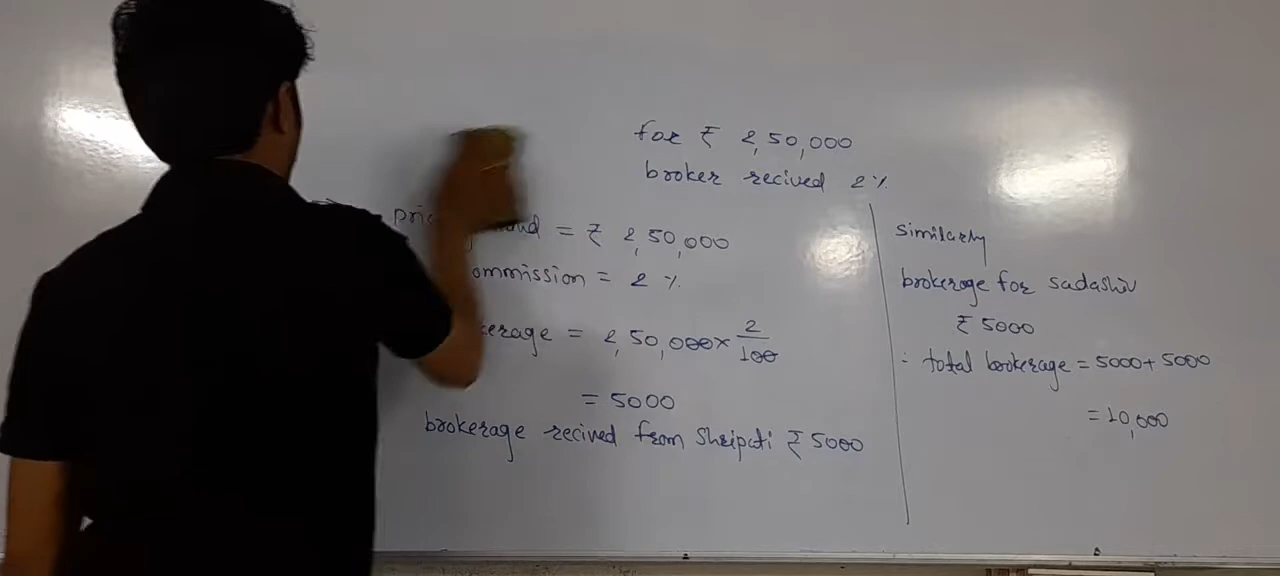 for ₹ 2,50,000
broker recived 2%
= ₹ 2,50,000
ommission = 2 %
kerage = 2,50,000 × 2/100
= 5000
brokerage recived from Shripati ₹ 5000
similarly
brokerage for sadashiv
₹ 5000
∴ total brokerage = 5000 + 5000
= 10,000